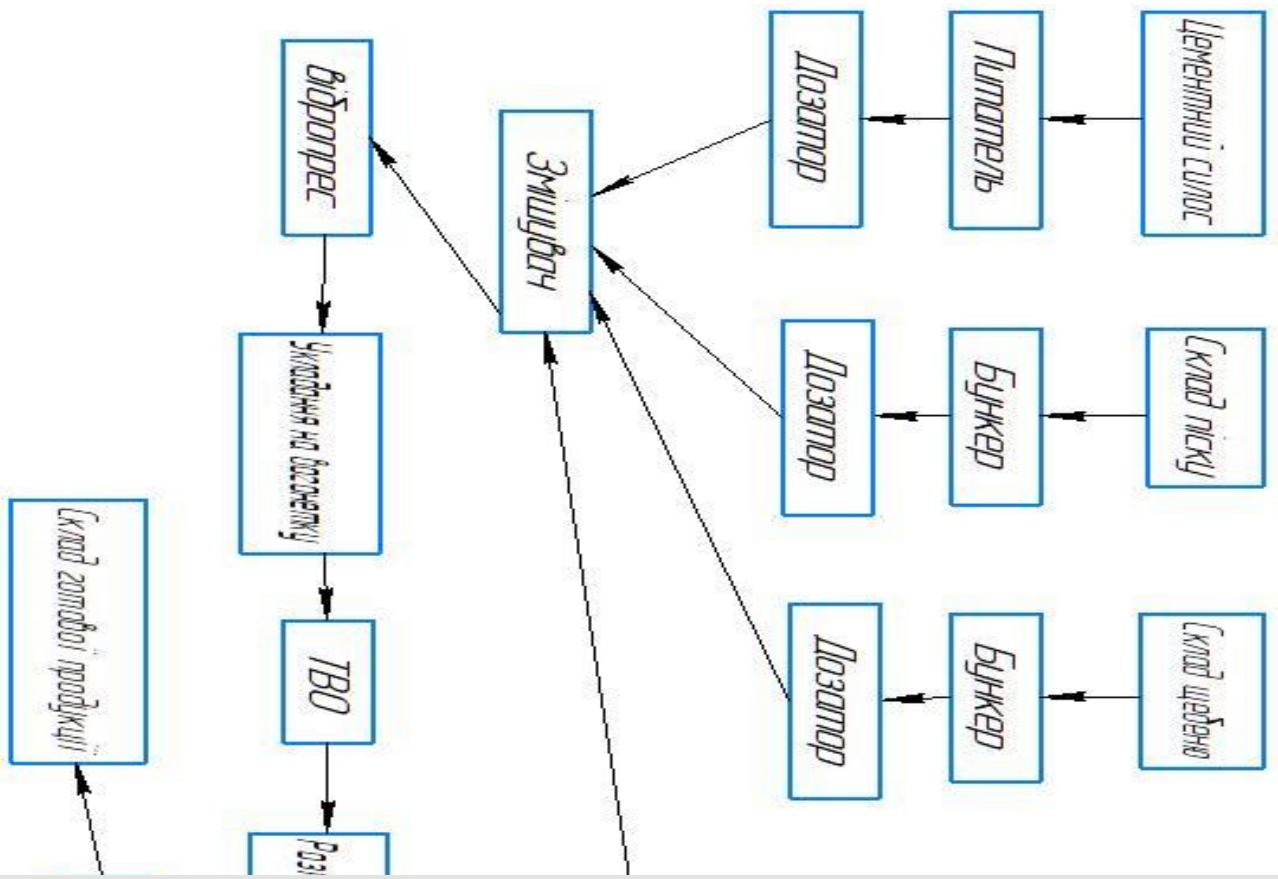 Цементний силос
Склад піску
Склад щебеню
Питатель
Бункер
Бункер
Дозатор
Дозатор
Дозатор
Змішувач
вібропрес
Укладання на вагонетку
ТВО
Склад готової продукції